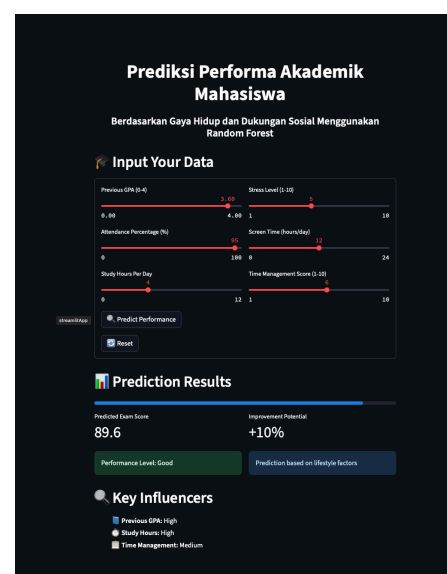 Prediksi Performa Akademik
Mahasiswa
Berdasarkan Gaya Hidup dan Dukungan Sosial Menggunakan
Random Forest
Input Your Data
Previous GPA (0-4)
3.60
0.00 4.00
Stress Level (1-10)
5
1 10
Attendance Percentage (%)
95
0 100
Screen Time (hours/day)
12
0 24
Study Hours Per Day
4
0 12
Time Management Score (1-10)
6
1 10
streamlitApp
Predict Performance
Reset
Prediction Results
Predicted Exam Score
89.6
Improvement Potential
+10%
Performance Level: Good
Prediction based on lifestyle factors
Key Influencers
Previous GPA: High
Study Hours: High
Time Management: Medium